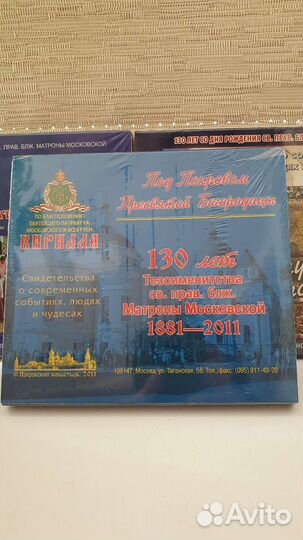 . ПРАВ. БЛЖ. МАТРОНЫ МОСКОВСКОЙ
130 ЛЕТ СО ДНЯ РОЖДЕНИЯ СВ. ПРАВ. Б
Под Покровом
Пресвятой Богородицы
ПО БЛАГОСЛОВЕНИЮ
СВЯТЕЙШЕГО ПАТРИАРХА
МОСКОВСКОГО И ВСЕЯ РУСИ
КИРИЛЛА
Свидетельства
о современных
событиях, людях
и чудесах
© Покровский монастырь, 2011
130 лет
Тезоименитства
св. прав. блж.
Матроны Московской
1881—2011
109147, Москва, ул. Таганская, 58. Тел./факс: (095) 911-49-20
Avito